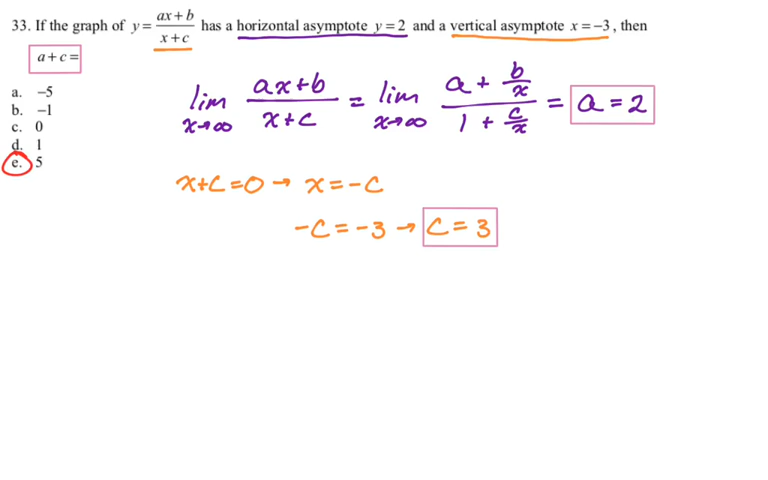 33. If the graph of y = (ax + b)/(x + c) has a horizontal asymptote y = 2 and a vertical asymptote x = −3, then
a + c =
a. −5
b. −1
c. 0
d. 1
e. 5
lim x→∞ (ax+b)/(x+c) = lim x→∞ (a + b/x)/(1 + c/x) = a = 2
x+c=0 → x=-c
-c = -3 → c = 3